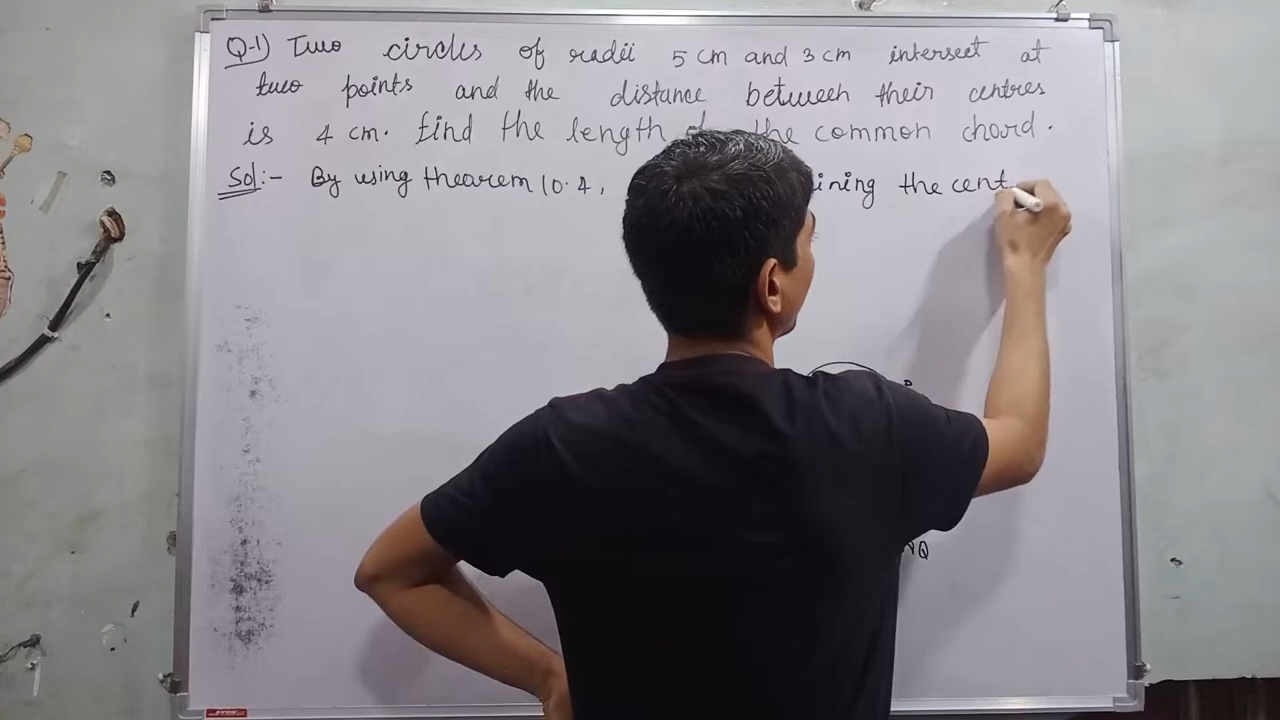 Q-1) Two circles of radii 5 cm and 3 cm intersect at
two points and the distance between their centres
is 4 cm. find the length the common chord.
Sol:- By using thearem 10.4, ining the cent
P
Q